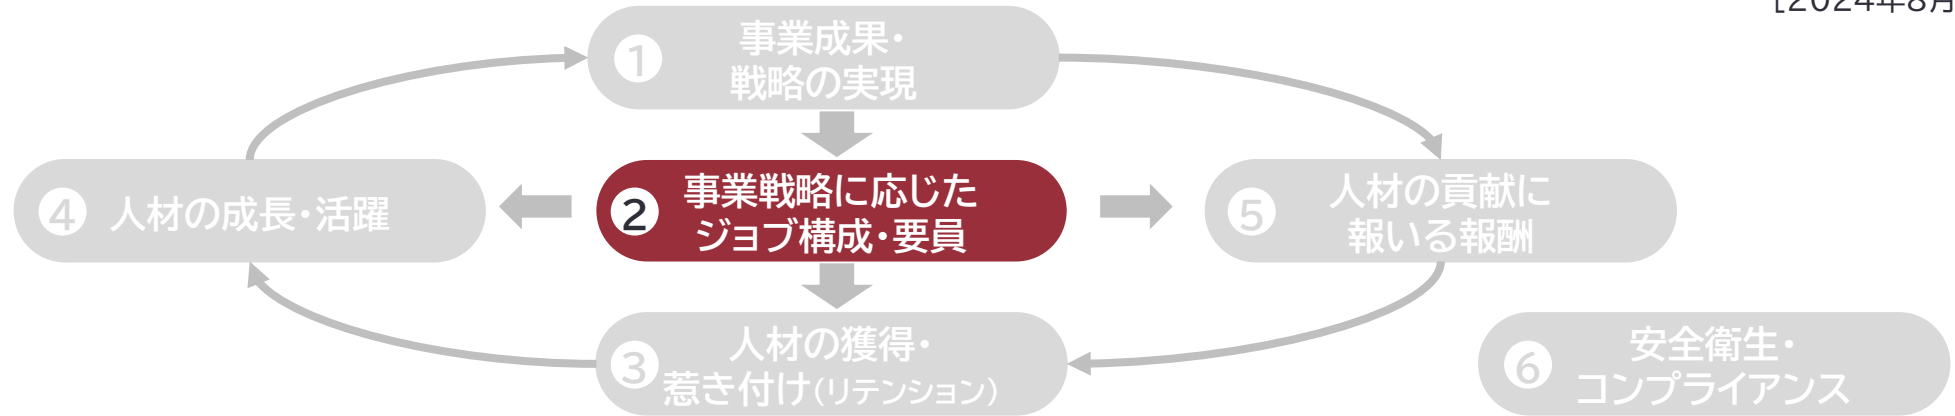 [2024年8月
1
事業成果・
戦略の実現
4
人材の成長・活躍
2
事業戦略に応じた
ジョブ構成・要員
5
人材の貢献に
報いる報酬
3
人材の獲得・
惹き付け(リテンション)
6
安全衛生・
コンプライアンス